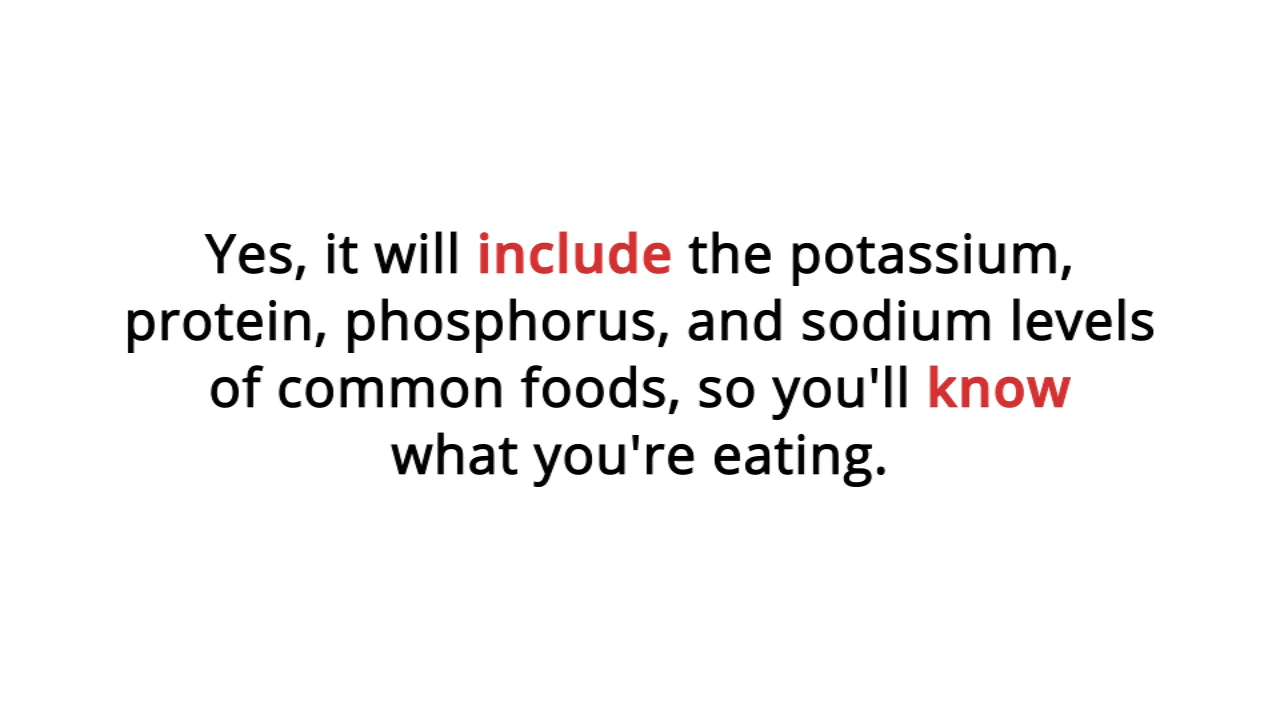 Yes, it will include the potassium,
protein, phosphorus, and sodium levels
of common foods, so you'll know
what you're eating.